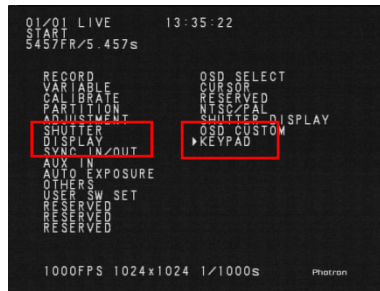 01/01 LIVE 13:35:22
START
5457FR/5.457s
RECORD
VARIABLE
CALIBRATE
PARTITION
ADJUSTMENT
SHUTTER
DISPLAY
SYNC IN/OUT
AUX IN
AUTO EXPOSURE
OTHERS
USER SW SET
RESERVED
RESERVED
RESERVED
OSD SELECT
CURSOR
RESERVED
NTSC/PAL
SHUTTER DISPLAY
OSD CUSTOM
▶KEYPAD
1000FPS 1024x1024 1/1000s Photron